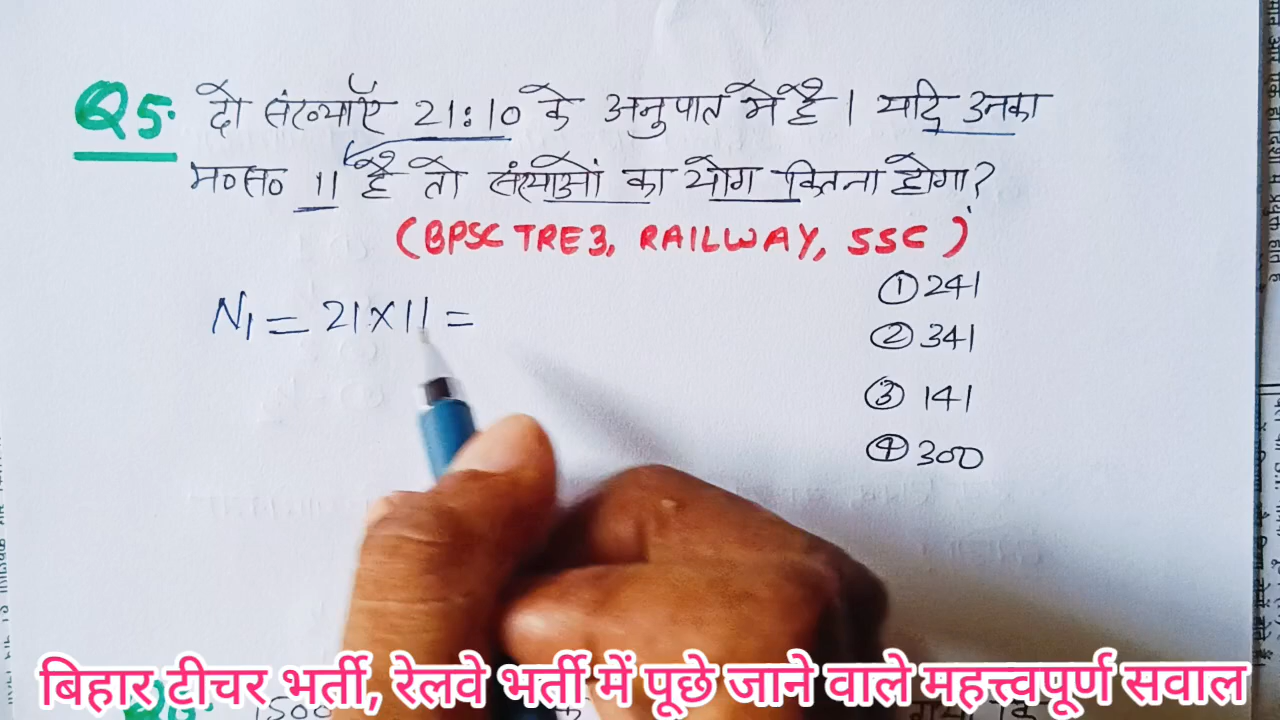 Q5. दो संख्याएँ 21:10 के अनुपात में है। यदि उनका
म०स० 11 है तो संख्याओं का योग कितना होगा?
(BPSC TRE3, RAILWAY, SSC)
① 241
② 341
③ 141
④ 300
N1 = 21×11 =
बिहार टीचर भर्ती, रेलवे भर्ती में पूछे जाने वाले महत्त्वपूर्ण सवाल